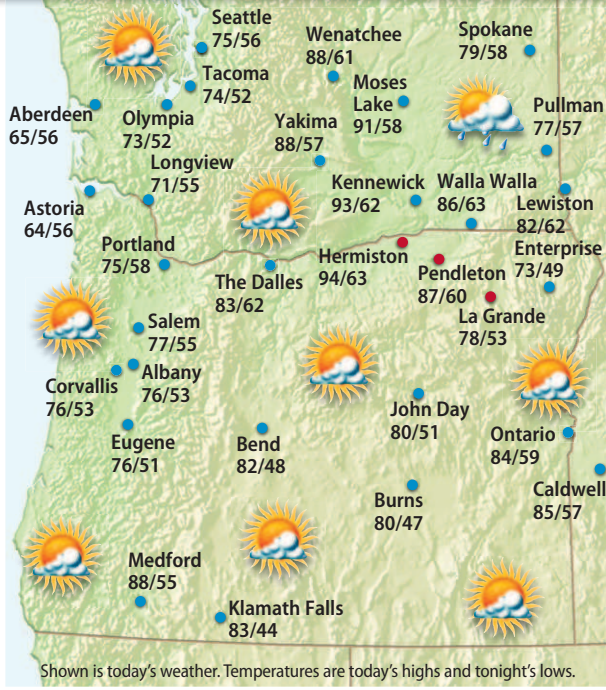 Seattle
75/56
Wenatchee
88/61
Spokane
79/58
Tacoma
74/52
Moses
Lake
91/58
Aberdeen
65/56
Olympia
73/52
Yakima
88/57
Pullman
77/57
Longview
71/55
Kennewick
93/62
Walla Walla
86/63
Lewiston
82/62
Astoria
64/56
Portland
75/58
The Dalles
83/62
Hermiston
94/63
Pendleton
87/60
Enterprise
73/49
La Grande
78/53
Salem
77/55
Albany
76/53
Corvallis
76/53
John Day
80/51
Ontario
84/59
Eugene
76/51
Bend
82/48
Burns
80/47
Caldwell
85/57
Medford
88/55
Klamath Falls
83/44
Shown is today's weather. Temperatures are today's highs and tonight's lows.